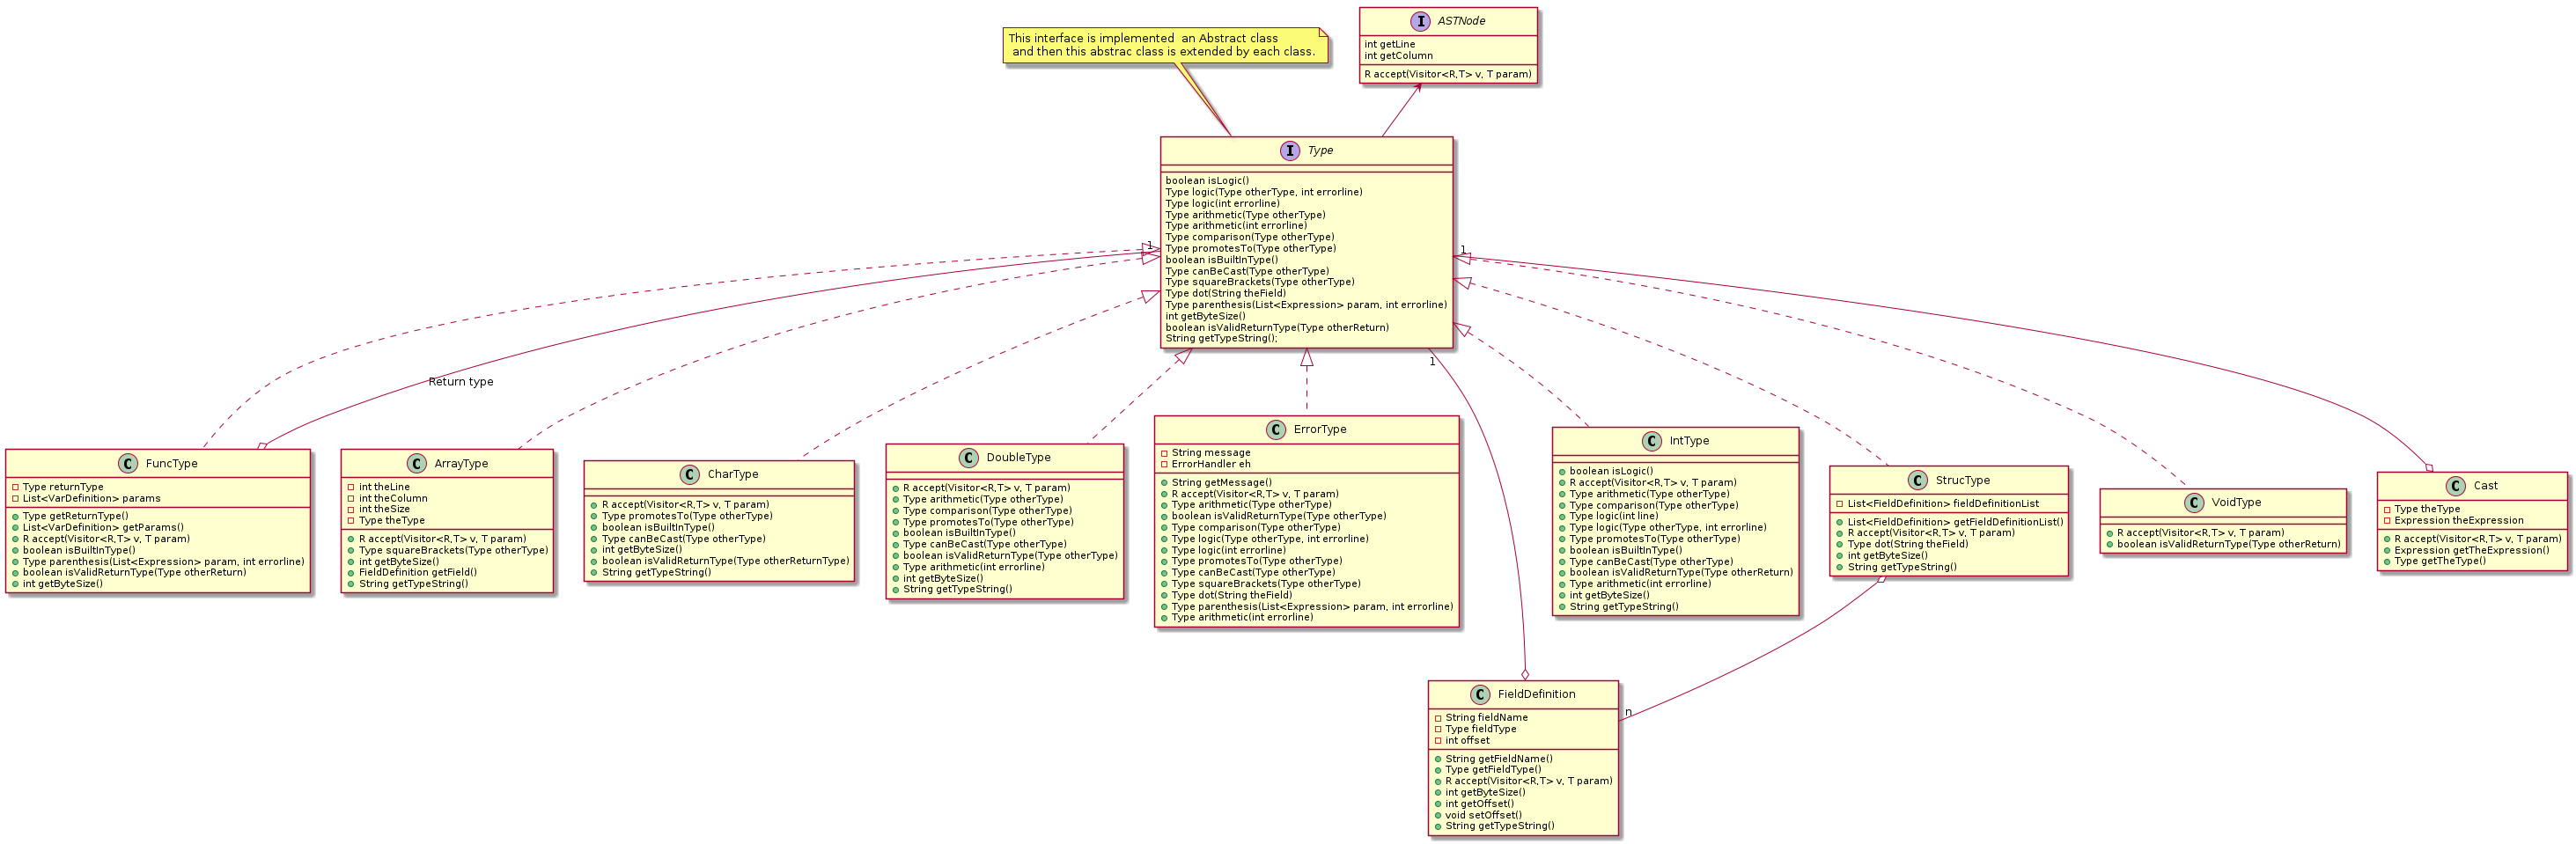 This interface is implemented  an Abstract class
and then this abstrac class is extended by each class.
I ASTNode
int getLine
int getColumn
R accept(Visitor<R,T> v, T param)
I Type
boolean isLogic()
Type logic(Type otherType, int errorline)
Type logic(int errorline)
Type arithmetic(Type otherType)
Type arithmetic(int errorline)
Type comparison(Type otherType)
Type promotesTo(Type otherType)
boolean isBuiltInType()
Type canBeCast(Type otherType)
Type squareBrackets(Type otherType)
Type dot(String theField)
Type parenthesis(List<Expression> param, int errorline)
int getByteSize()
boolean isValidReturnType(Type otherReturn)
String getTypeString();
1
1
1
Return type
C FuncType
Type returnType
List<VarDefinition> params
Type getReturnType()
List<VarDefinition> getParams()
R accept(Visitor<R,T> v, T param)
boolean isBuiltInType()
Type parenthesis(List<Expression> param, int errorline)
boolean isValidReturnType(Type otherReturn)
int getByteSize()
C ArrayType
int theLine
int theColumn
int theSize
Type theType
R accept(Visitor<R,T> v, T param)
Type squareBrackets(Type otherType)
int getByteSize()
FieldDefinition getField()
String getTypeString()
C CharType
R accept(Visitor<R,T> v, T param)
Type promotesTo(Type otherType)
boolean isBuiltInType()
Type canBeCast(Type otherType)
int getByteSize()
boolean isValidReturnType(Type otherReturnType)
String getTypeString()
C DoubleType
R accept(Visitor<R,T> v, T param)
Type arithmetic(Type otherType)
Type comparison(Type otherType)
Type promotesTo(Type otherType)
boolean isBuiltInType()
Type canBeCast(Type otherType)
boolean isValidReturnType(Type otherType)
Type arithmetic(int errorline)
int getByteSize()
String getTypeString()
C ErrorType
String message
ErrorHandler eh
String getMessage()
R accept(Visitor<R,T> v, T param)
Type arithmetic(Type otherType)
boolean isValidReturnType(Type otherType)
Type comparison(Type otherType)
Type logic(Type otherType, int errorline)
Type logic(int errorline)
Type promotesTo(Type otherType)
Type canBeCast(Type otherType)
Type squareBrackets(Type otherType)
Type dot(String theField)
Type parenthesis(List<Expression> param, int errorline)
Type arithmetic(int errorline)
C IntType
boolean isLogic()
R accept(Visitor<R,T> v, T param)
Type arithmetic(Type otherType)
Type comparison(Type otherType)
Type logic(int line)
Type logic(Type otherType, int errorline)
Type promotesTo(Type otherType)
boolean isBuiltInType()
Type canBeCast(Type otherType)
boolean isValidReturnType(Type otherReturn)
Type arithmetic(int errorline)
int getByteSize()
String getTypeString()
C StrucType
List<FieldDefinition> fieldDefinitionList
List<FieldDefinition> getFieldDefinitionList()
R accept(Visitor<R,T> v, T param)
Type dot(String theField)
int getByteSize()
String getTypeString()
C VoidType
R accept(Visitor<R,T> v, T param)
boolean isValidReturnType(Type otherReturn)
C Cast
Type theType
Expression theExpression
R accept(Visitor<R,T> v, T param)
Expression getTheExpression()
Type getTheType()
n
C FieldDefinition
String fieldName
Type fieldType
int offset
String getFieldName()
Type getFieldType()
R accept(Visitor<R,T> v, T param)
int getByteSize()
int getOffset()
void setOffset()
String getTypeString()